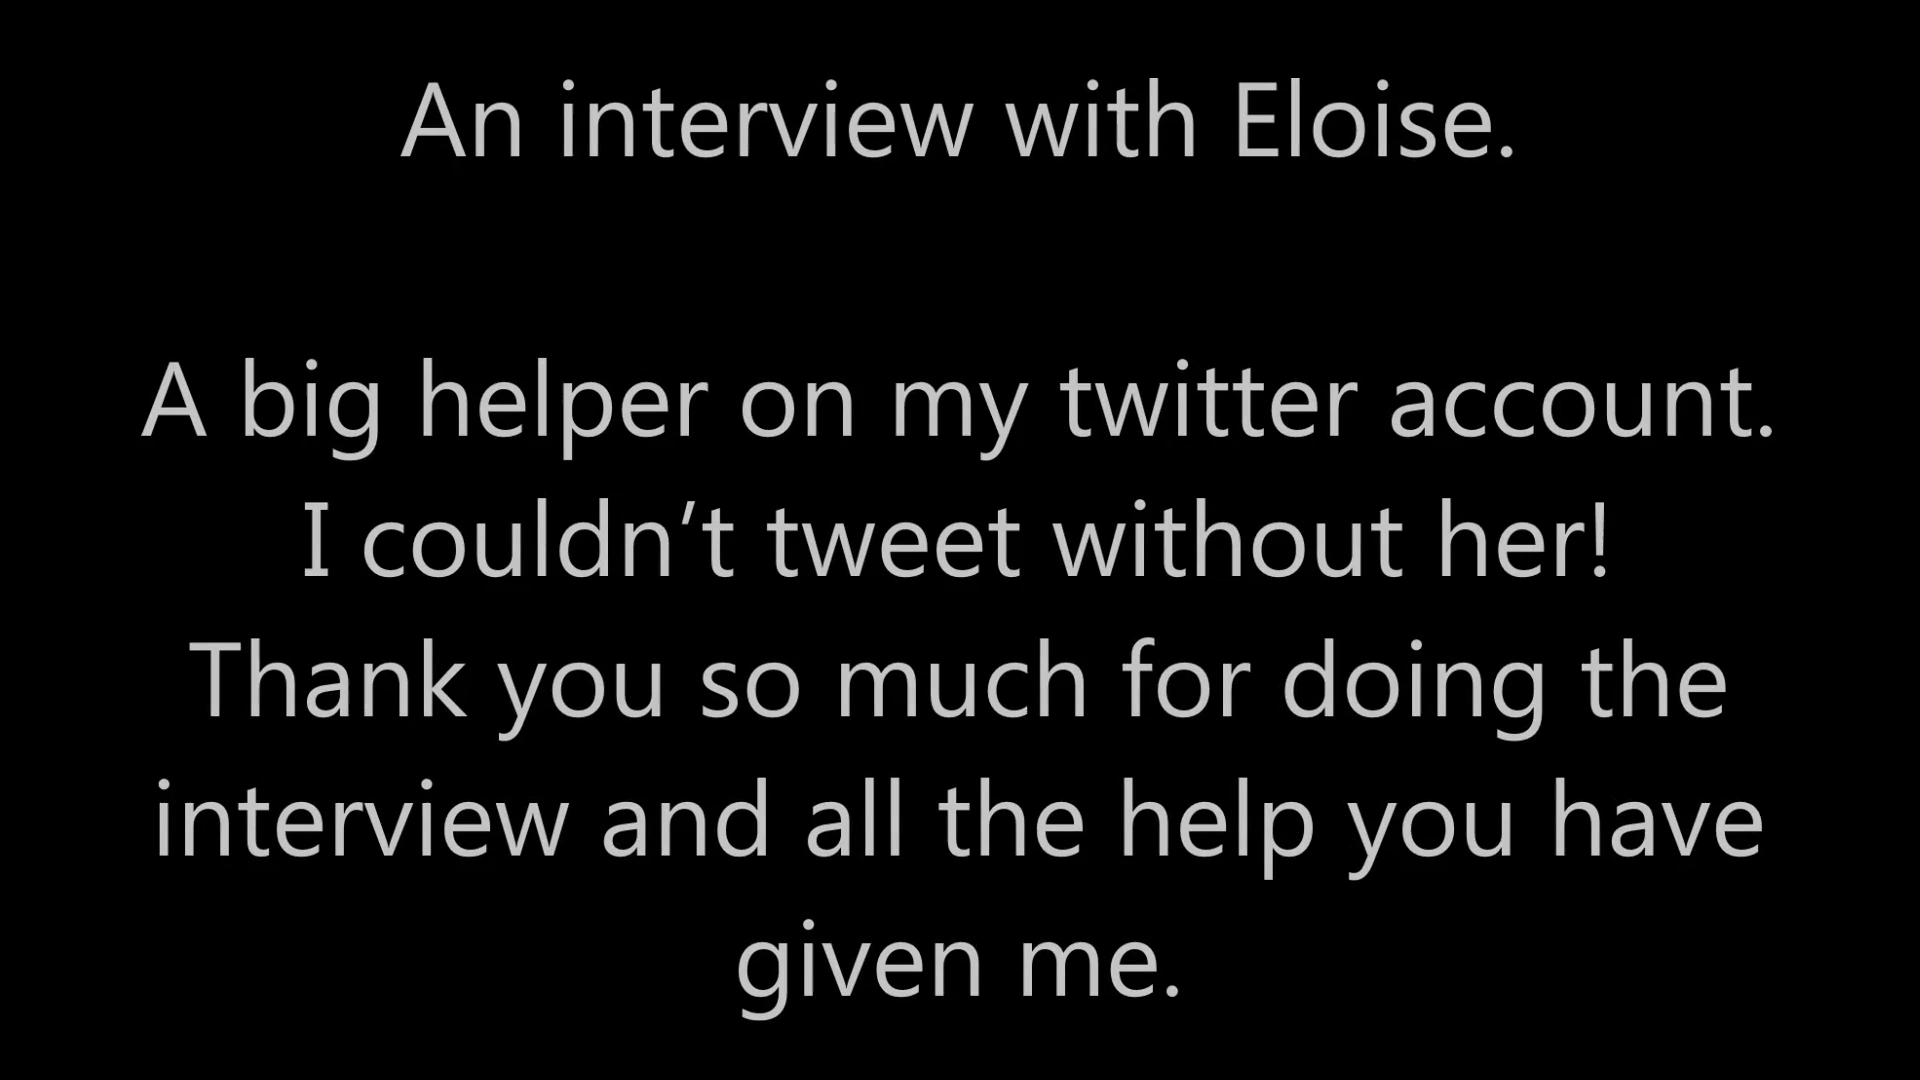 An interview with Eloise.
A big helper on my twitter account.
I couldn’t tweet without her!
Thank you so much for doing the
interview and all the help you have
given me.